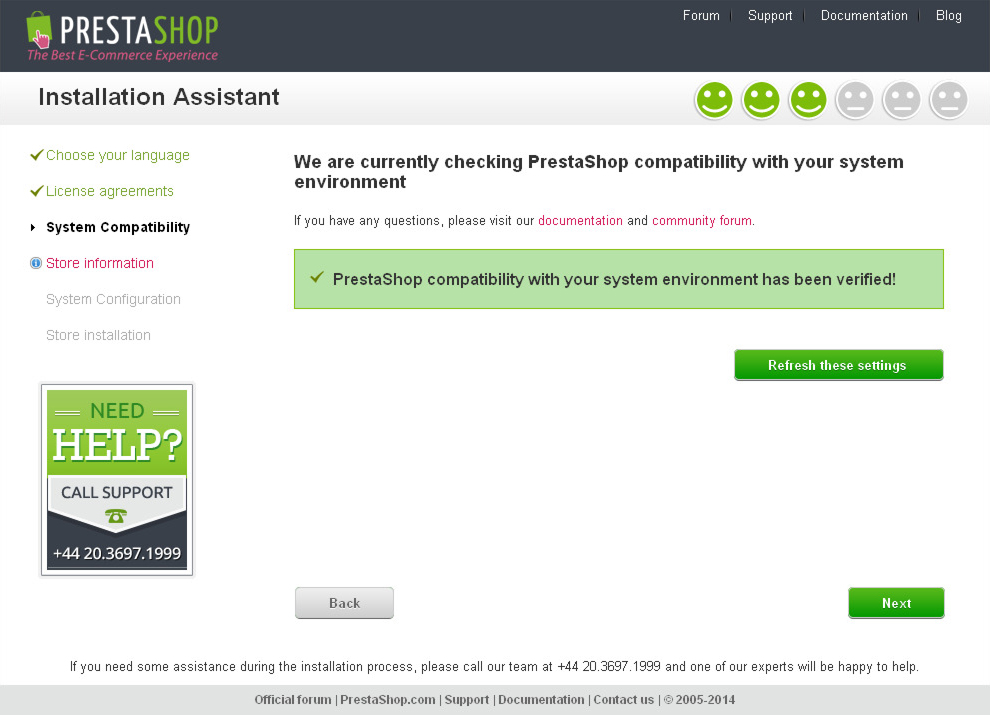 PRESTASHOP
The Best E-Commerce Experience
Forum Support Documentation Blog
Installation Assistant
Choose your language
License agreements
System Compatibility
Store information
System Configuration
Store installation
NEED
HELP?
CALL SUPPORT
+44 20.3697.1999
We are currently checking PrestaShop compatibility with your system
environment
If you have any questions, please visit our documentation and community forum.
PrestaShop compatibility with your system environment has been verified!
Refresh these settings
Back
Next
If you need some assistance during the installation process, please call our team at +44 20.3697.1999 and one of our experts will be happy to help.
Official forum | PrestaShop.com | Support | Documentation | Contact us | © 2005-2014